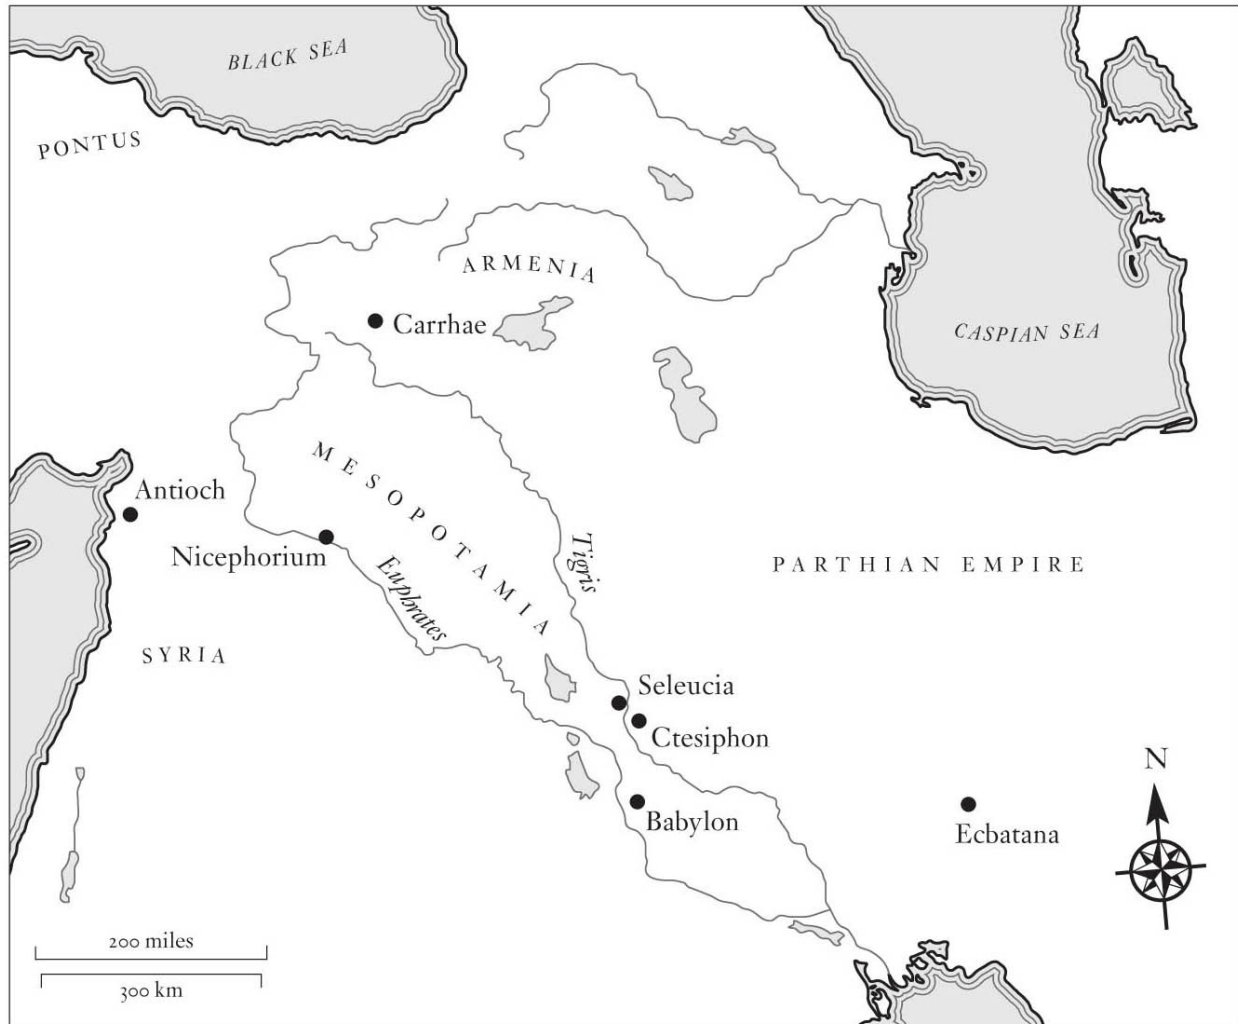 BLACK SEA
PONTUS
ARMENIA
Carrhae
CASPIAN SEA
MESOPOTAMIA
Antioch
Nicephorium
Euphrates
Tigris
PARTHIAN EMPIRE
SYRIA
Seleucia
Ctesiphon
Babylon
N
Ecbatana
200 miles
300 km